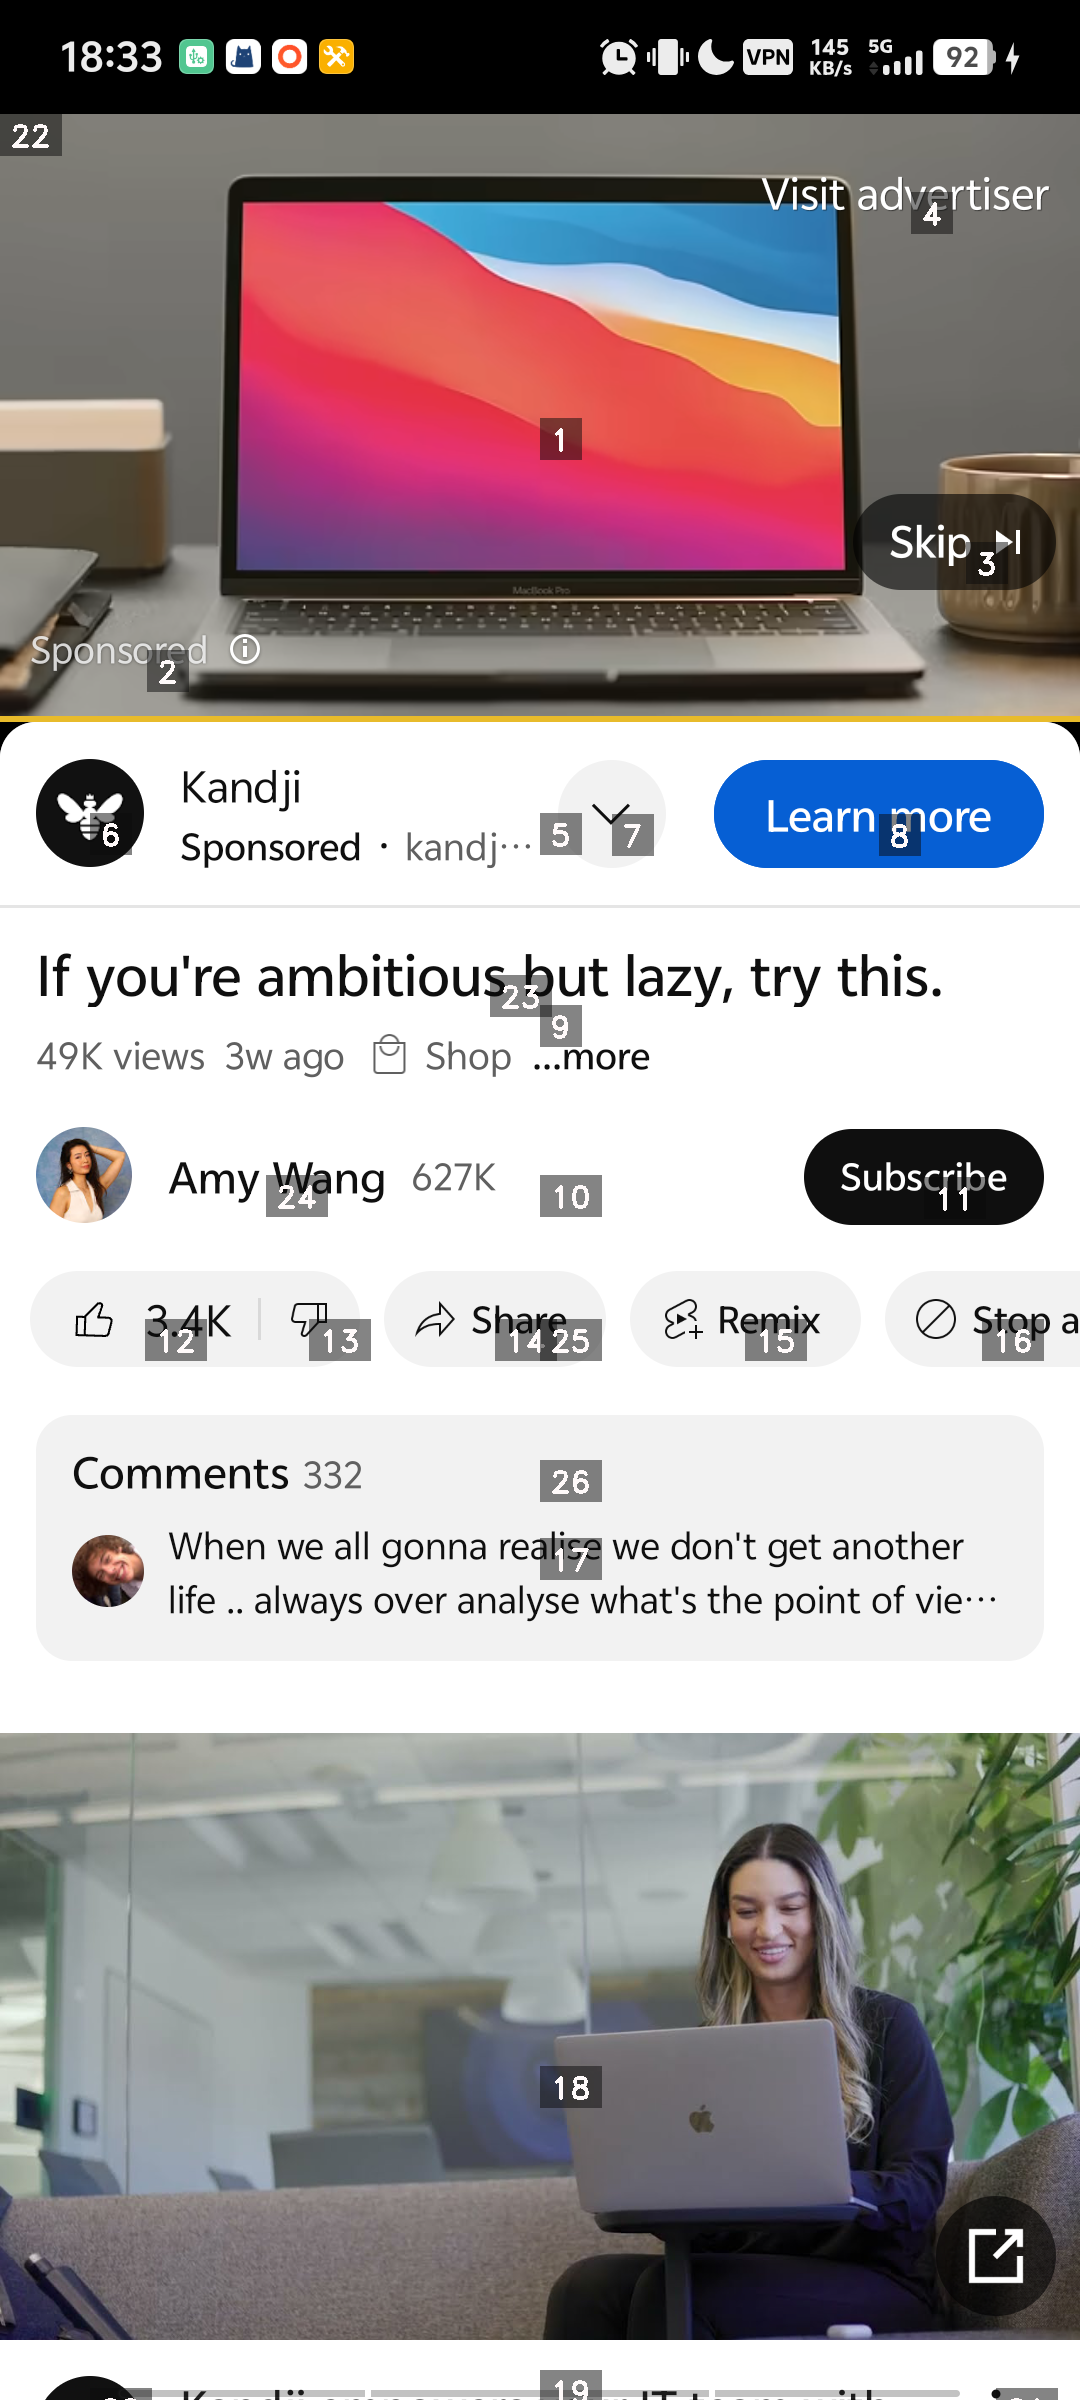 18:33
VPN
145 KB/s
5G
92
22
Visit advertiser
4
1
MacBook Pro
Skip
3
Sponsored
2
Kandji
6
Sponsored · kandj…
5
7
Learn more
8
If you're ambitious but lazy, try this.
23
9
49K views 3w ago Shop ...more
Amy Wang 627K
24
10
Subscribe
11
3.4K
12
13
Share
14
25
Remix
15
Stop a
16
Comments 332
26
When we all gonna realise we don't get another
17
life .. always over analyse what's the point of vie…
18
19